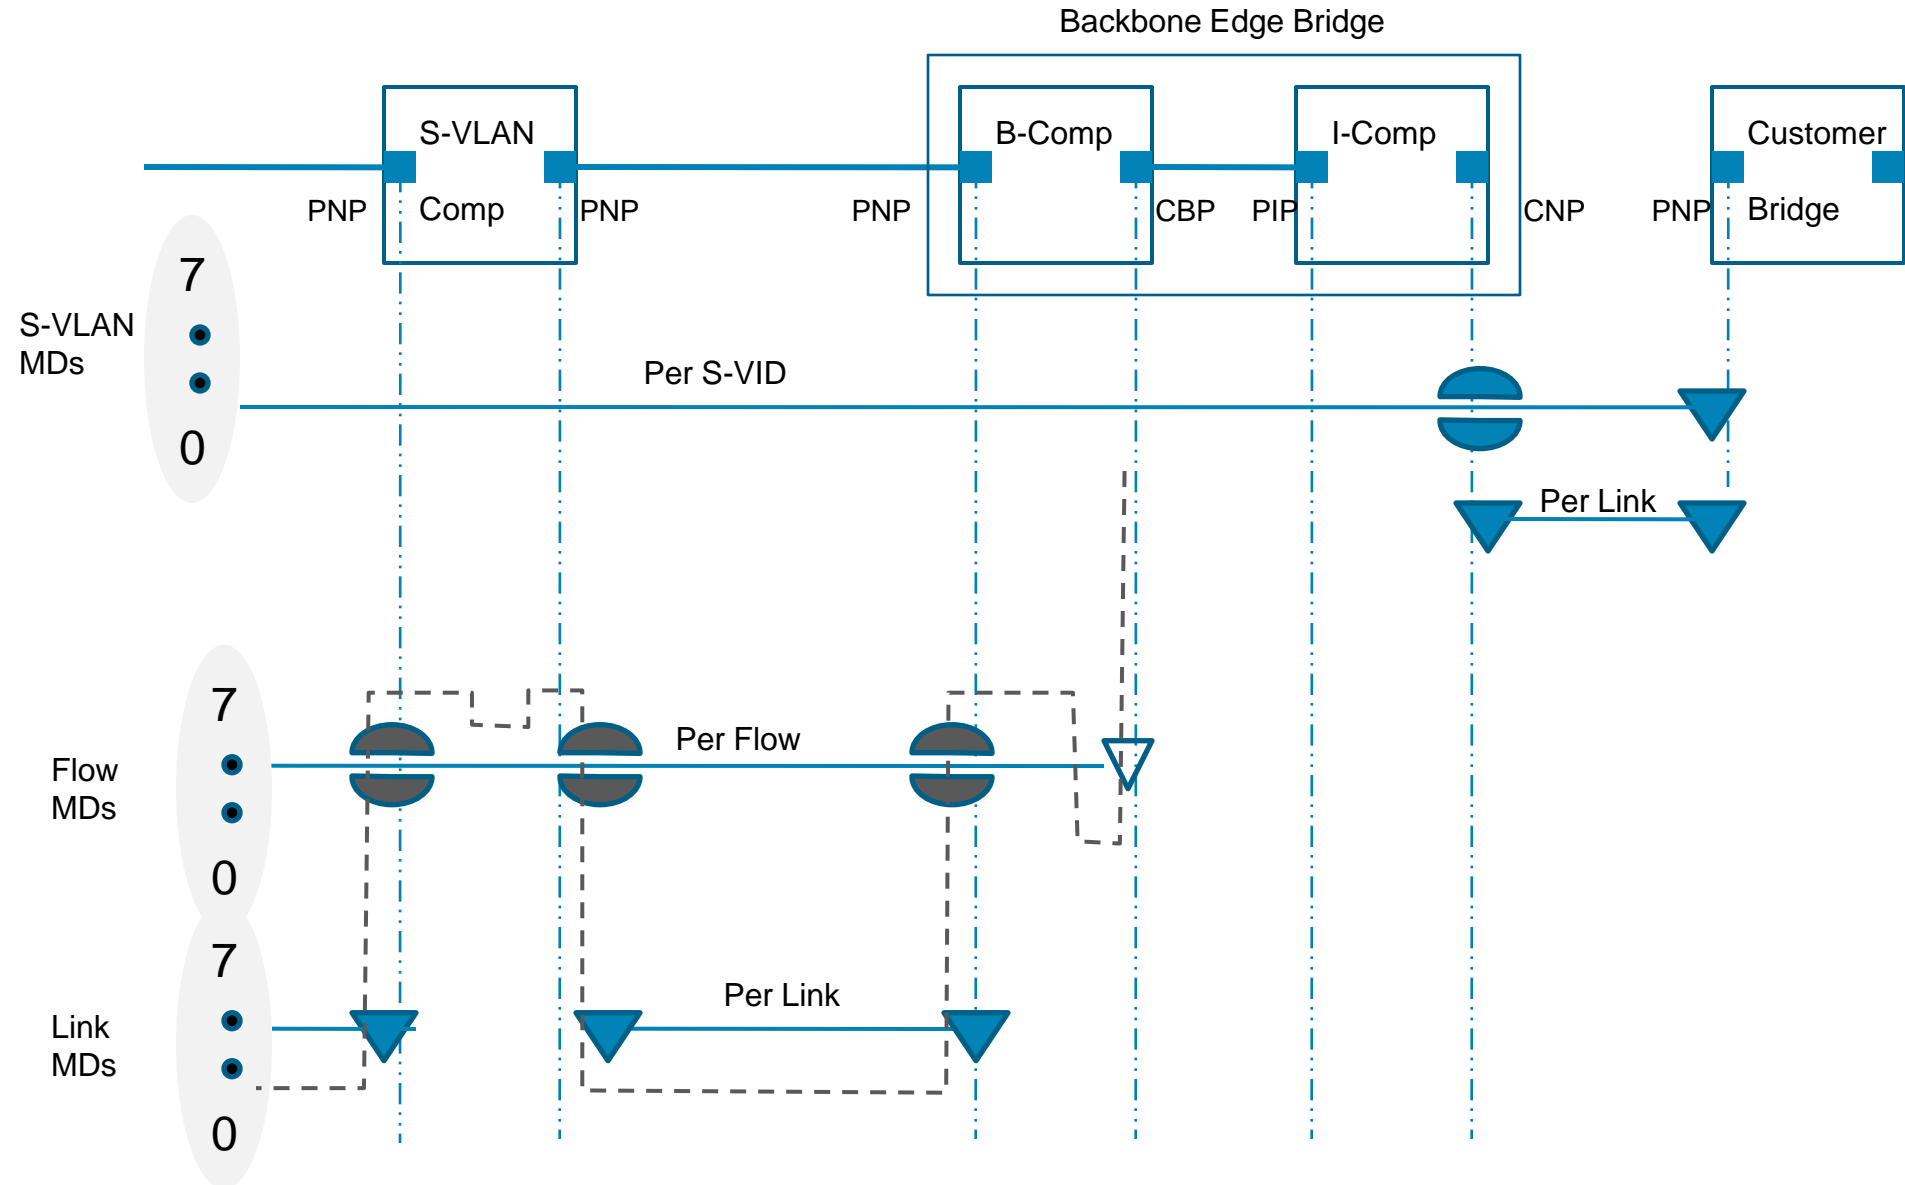 Backbone Edge Bridge
S-VLAN
Comp
B-Comp
I-Comp
Customer
Bridge
PNP
PNP
PNP
CBP
PIP
CNP
PNP
7
S-VLAN
MDs
0
Per S-VID
Per Link
7
Flow
MDs
0
Per Flow
7
Link
MDs
0
Per Link